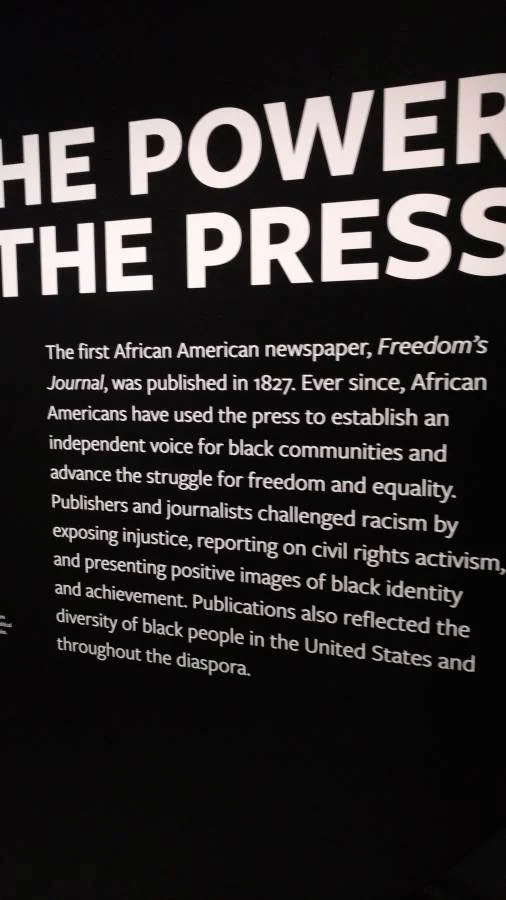 HE POWER
THE PRESS
The first African American newspaper, Freedom's
Journal, was published in 1827. Ever since, African
Americans have used the press to establish an
independent voice for black communities and
advance the struggle for freedom and equality.
Publishers and journalists challenged racism by
exposing injustice, reporting on civil rights activism,
and presenting positive images of black identity
and achievement. Publications also reflected the
diversity of black people in the United States and
throughout the diaspora.